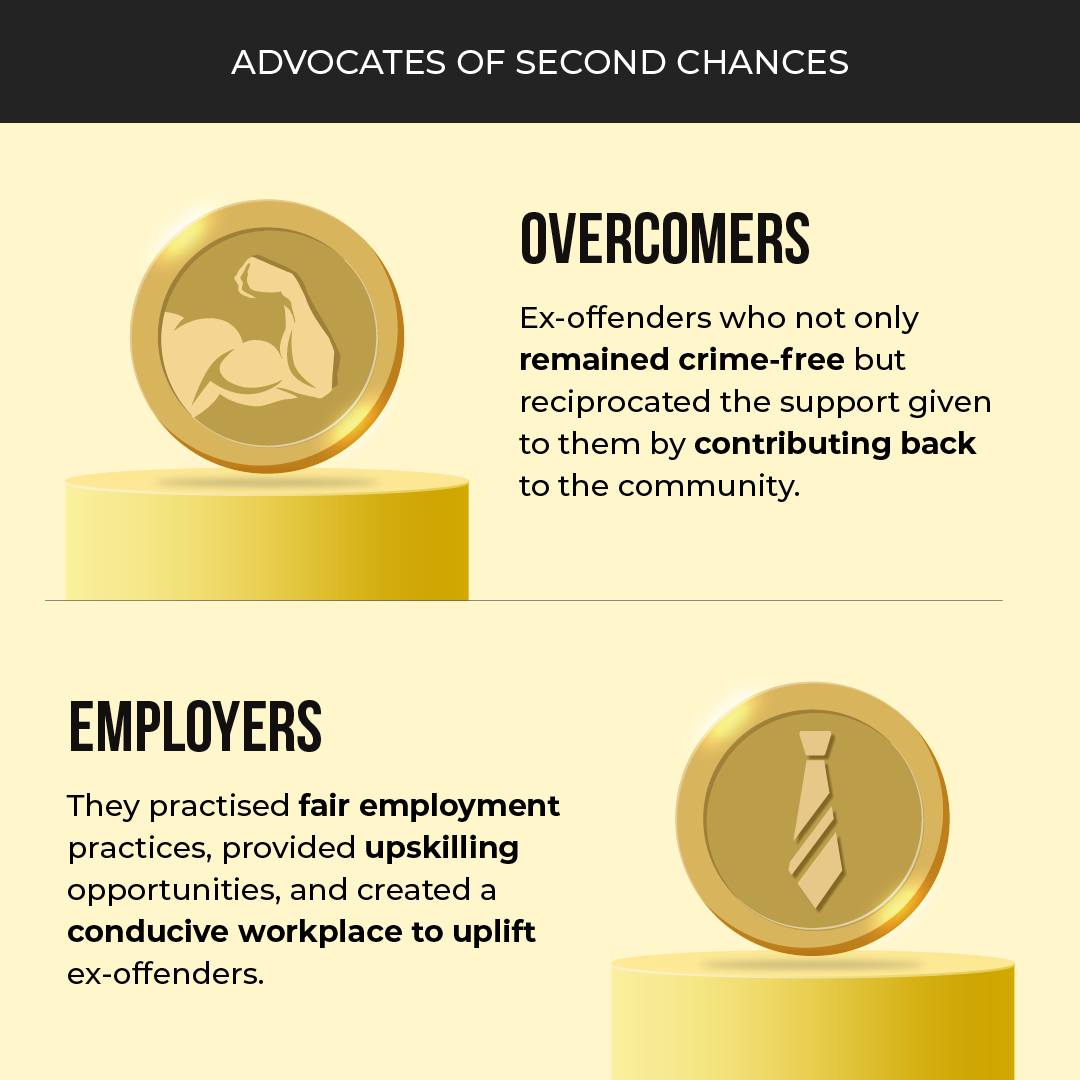 ADVOCATES OF SECOND CHANCES
OVERCOMERS
Ex-offenders who not only
remained crime-free but
reciprocated the support given
to them by contributing back
to the community.
EMPLOYERS
They practised fair employment
practices, provided upskilling
opportunities, and created a
conducive workplace to uplift
ex-offenders.